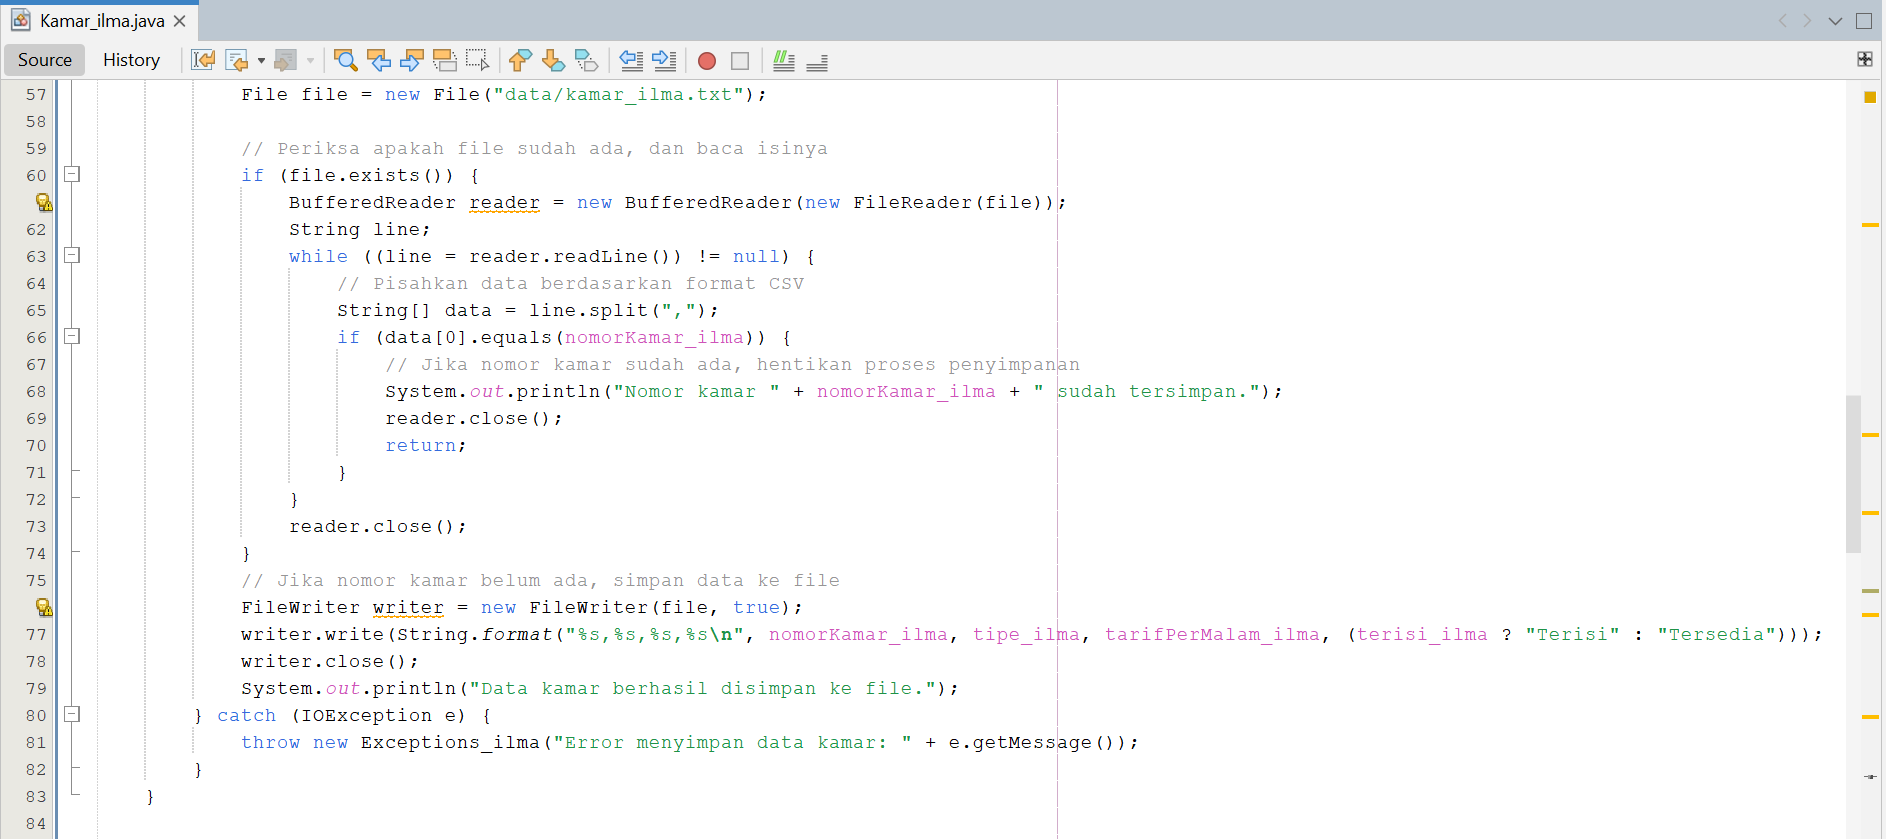 Kamar_ilma.java
Source History
57 File file = new File("data/kamar_ilma.txt");
58
59 // Periksa apakah file sudah ada, dan baca isinya
60 if (file.exists()) {
BufferedReader reader = new BufferedReader(new FileReader(file));
62 String line;
63 while ((line = reader.readLine()) != null) {
64 // Pisahkan data berdasarkan format CSV
65 String[] data = line.split(",");
66 if (data[0].equals(nomorKamar_ilma)) {
67 // Jika nomor kamar sudah ada, hentikan proses penyimpanan
68 System.out.println("Nomor kamar " + nomorKamar_ilma + " sudah tersimpan.");
69 reader.close();
70 return;
71 }
72 }
73 reader.close();
74 }
75 // Jika nomor kamar belum ada, simpan data ke file
FileWriter writer = new FileWriter(file, true);
77 writer.write(String.format("%s,%s,%s,%s\n", nomorKamar_ilma, tipe_ilma, tarifPerMalam_ilma, (terisi_ilma ? "Terisi" : "Tersedia")));
78 writer.close();
79 System.out.println("Data kamar berhasil disimpan ke file.");
80 } catch (IOException e) {
81 throw new Exceptions_ilma("Error menyimpan data kamar: " + e.getMessage());
82 }
83 }
84